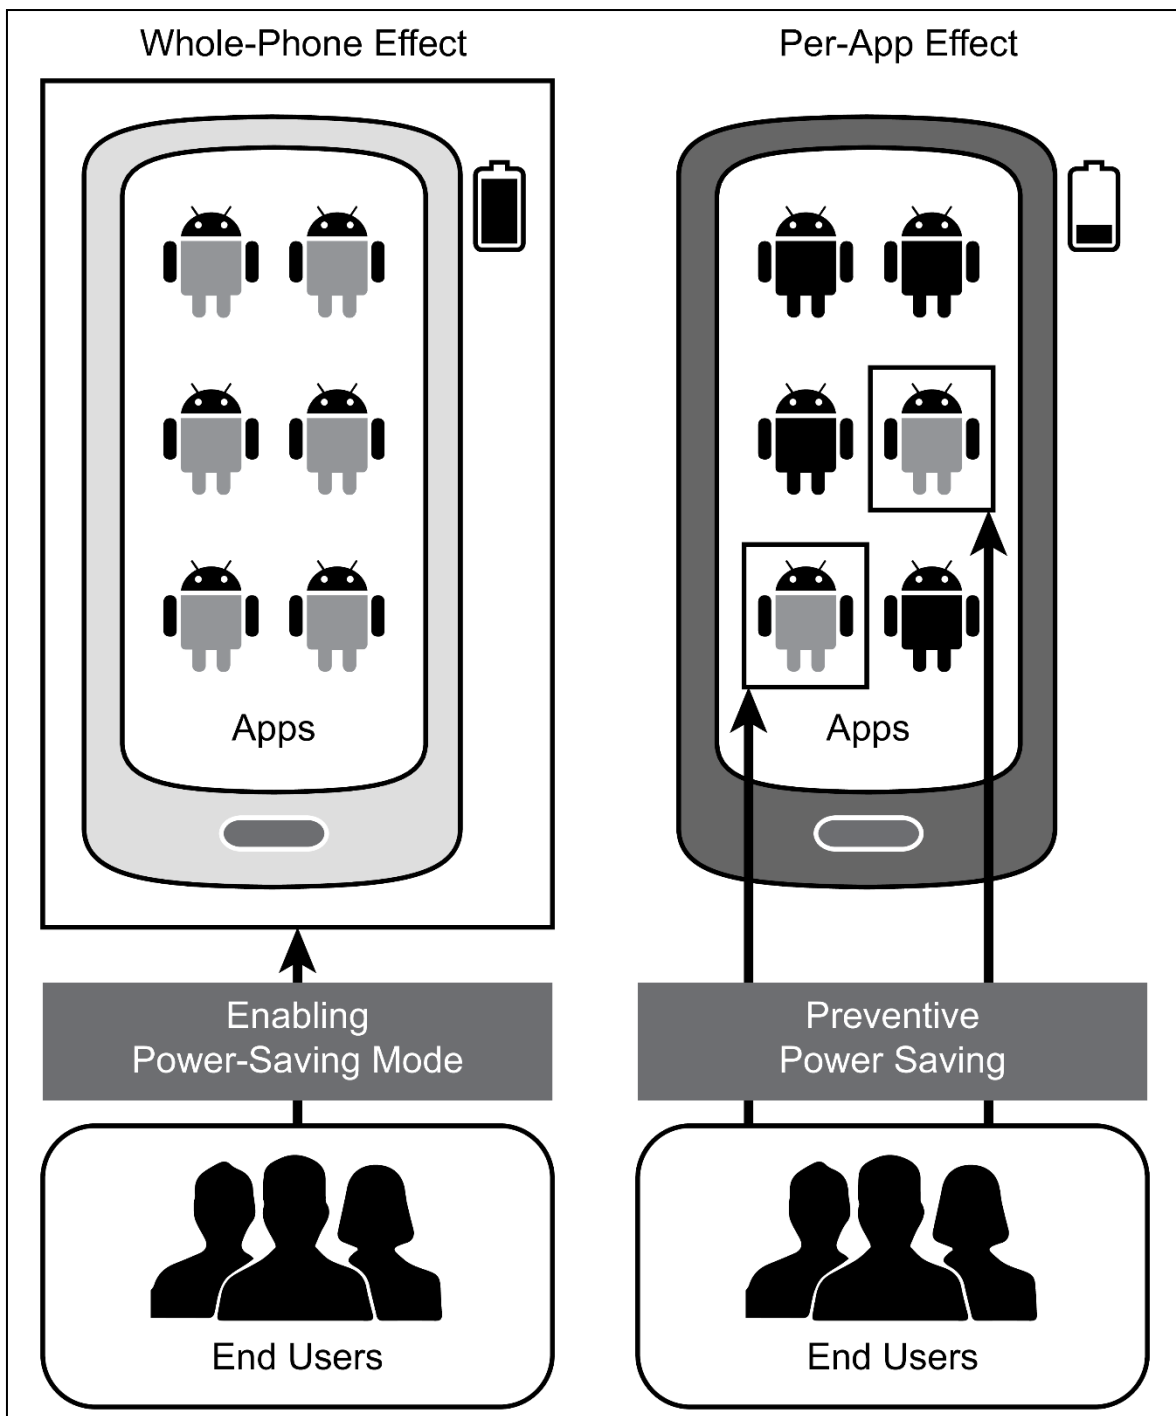 Whole-Phone Effect
Apps
Enabling
Power-Saving Mode
End Users
Per-App Effect
Apps
Preventive
Power Saving
End Users